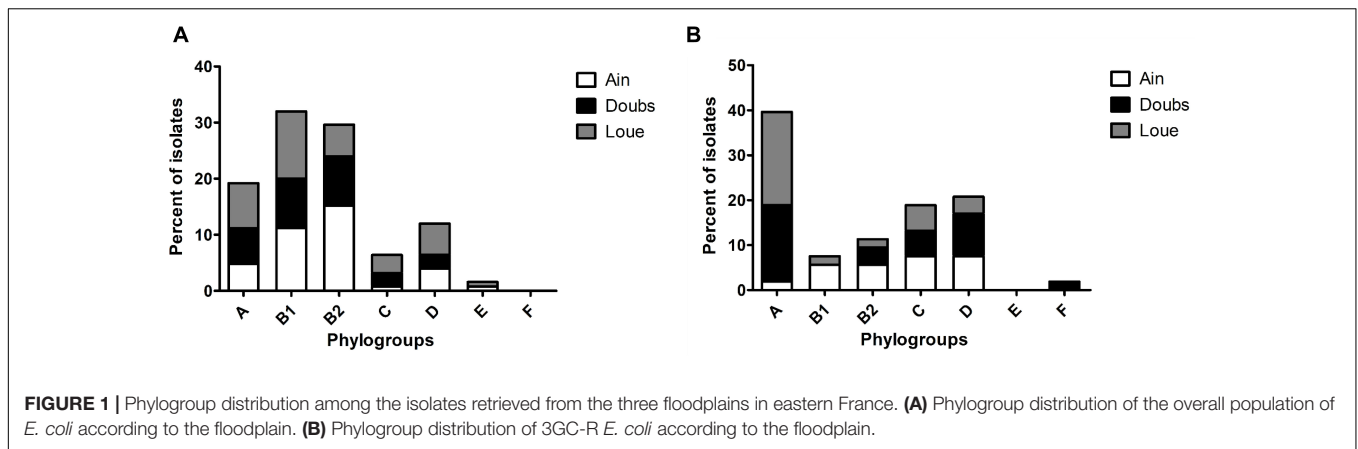 A
Percent of isolates
40
30
20
10
0
A B1 B2 C D E F
Phylogroups
Ain
Doubs
Loue
B
Percent of isolates
50
40
30
20
10
0
A B1 B2 C D E F
Phylogroups
Ain
Doubs
Loue
FIGURE 1 | Phylogroup distribution among the isolates retrieved from the three floodplains in eastern France. (A) Phylogroup distribution of the overall population of
E. coli according to the floodplain. (B) Phylogroup distribution of 3GC-R E. coli according to the floodplain.